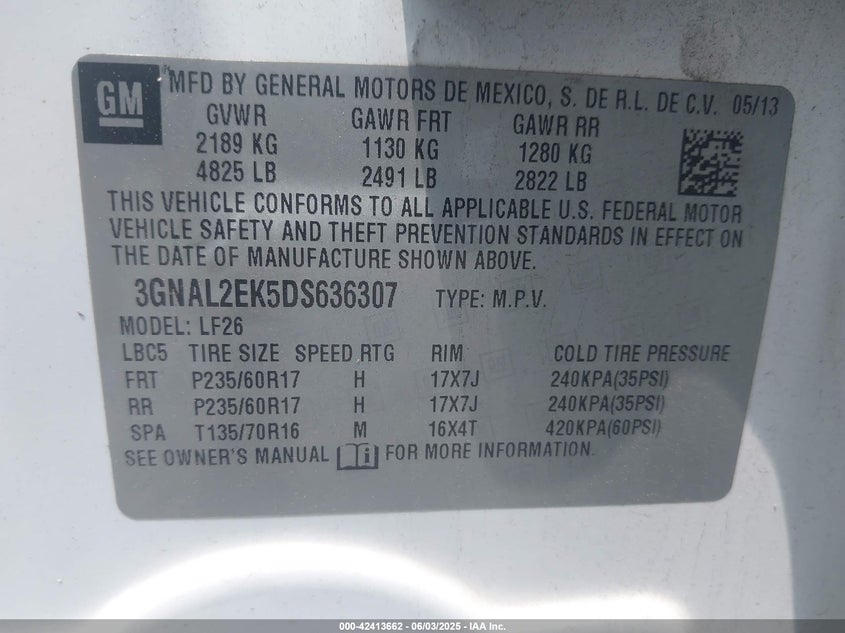 GM
MFD BY GENERAL MOTORS DE MEXICO, S. DE R.L. DE C.V. 05/13
GVWR GAWR FRT GAWR RR
2189 KG 1130 KG 1280 KG
4825 LB 2491 LB 2822 LB
THIS VEHICLE CONFORMS TO ALL APPLICABLE U.S. FEDERAL MOTOR
VEHICLE SAFETY AND THEFT PREVENTION STANDARDS IN EFFECT ON
THE DATE OF MANUFACTURE SHOWN ABOVE.
3GNAL2EK5DS636307 TYPE: M.P.V.
MODEL: LF26
LBC5 TIRE SIZE SPEED RTG RIM COLD TIRE PRESSURE
FRT P235/60R17 H 17X7J 240KPA(35PSI)
RR P235/60R17 H 17X7J 240KPA(35PSI)
SPA T135/70R16 M 16X4T 420KPA(60PSI)
SEE OWNER'S MANUAL i FOR MORE INFORMATION.
000-42413662 - 06/03/2025 - IAA Inc.